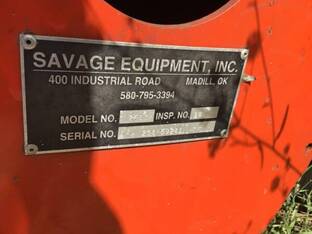 SAVAGE EQUIPMENT, INC.
400 INDUSTRIAL ROAD MADILL, OK
580-795-3394
MODEL NO. INSP. NO.
SERIAL NO.